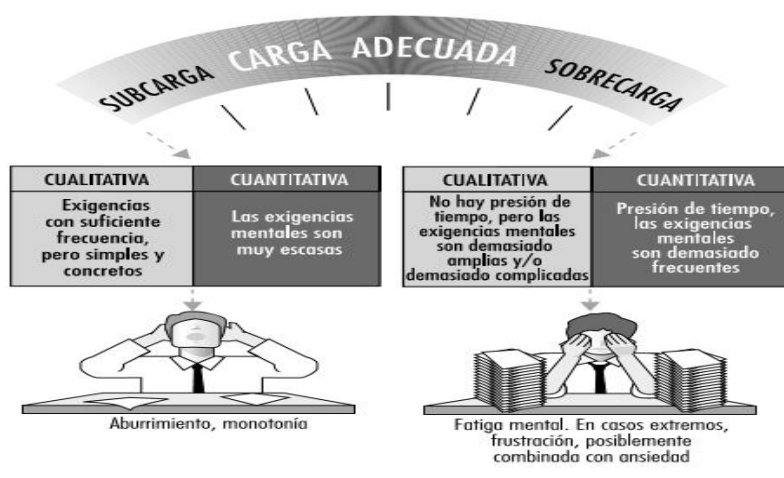 SUBCARGA CARGA ADECUADA SOBRECARGA
CUALITATIVA
Exigencias
con suficiente
frecuencia,
pero simples y
concretos
CUANTITATIVA
Las exigencias
mentales son
muy escasas
CUALITATIVA
No hay presión de
tiempo, pero las
exigencias mentales
son demasiado
amplias y/o
demasiado complicadas
CUANTITATIVA
Presión de tiempo,
las exigencias
mentales
son demasiado
frecuentes
Aburrimiento, monotonía
Fatiga mental. En casos extremos,
frustración, posiblemente
combinada con ansiedad